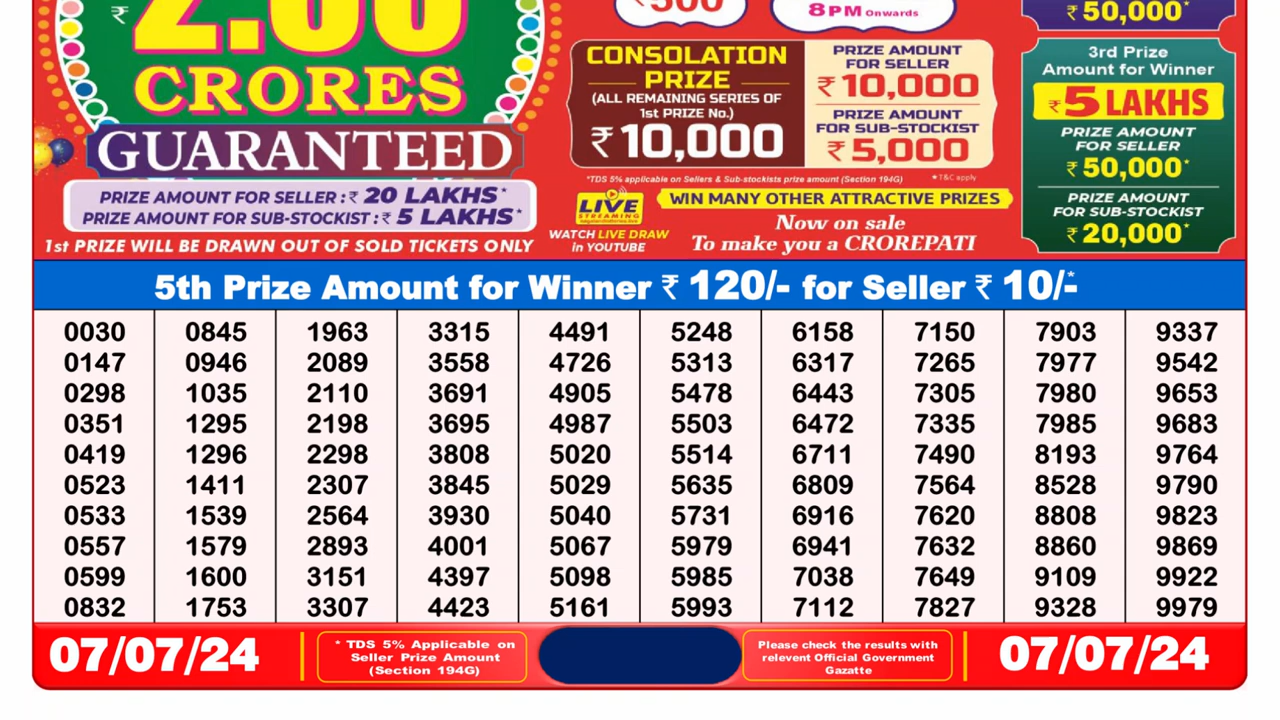 ₹ 2.00
CRORES
GUARANTEED
PRIZE AMOUNT FOR SELLER :₹ 20 LAKHS*
PRIZE AMOUNT FOR SUB-STOCKIST :₹ 5 LAKHS*
1st PRIZE WILL BE DRAWN OUT OF SOLD TICKETS ONLY
₹500
8PM Onwards
CONSOLATION
PRIZE
(ALL REMAINING SERIES OF
1st PRIZE No.)
₹ 10,000
PRIZE AMOUNT
FOR SELLER
₹ 10,000
PRIZE AMOUNT
FOR SUB-STOCKIST
₹ 5,000
*TDS 5% applicable on Sellers & Sub-stockists prize amount (Section 194G)
*T&C apply
LIVE
STREAMING
WATCH LIVE DRAW
in YOUTUBE
WIN MANY OTHER ATTRACTIVE PRIZES
Now on sale
To make you a CROREPATI
₹ 50,000*
3rd Prize
Amount for Winner
₹ 5 LAKHS
PRIZE AMOUNT
FOR SELLER
₹ 50,000*
PRIZE AMOUNT
FOR SUB-STOCKIST
₹ 20,000*
5th Prize Amount for Winner ₹ 120/- for Seller ₹ 10/-*
0030 0845 1963 3315 4491 5248 6158 7150 7903 9337
0147 0946 2089 3558 4726 5313 6317 7265 7977 9542
0298 1035 2110 3691 4905 5478 6443 7305 7980 9653
0351 1295 2198 3695 4987 5503 6472 7335 7985 9683
0419 1296 2298 3808 5020 5514 6711 7490 8193 9764
0523 1411 2307 3845 5029 5635 6809 7564 8528 9790
0533 1539 2564 3930 5040 5731 6916 7620 8808 9823
0557 1579 2893 4001 5067 5979 6941 7632 8860 9869
0599 1600 3151 4397 5098 5985 7038 7649 9109 9922
0832 1753 3307 4423 5161 5993 7112 7827 9328 9979
07/07/24
* TDS 5% Applicable on
Seller Prize Amount
(Section 194G)
Please check the results with
relevent Official Government
Gazatte
07/07/24